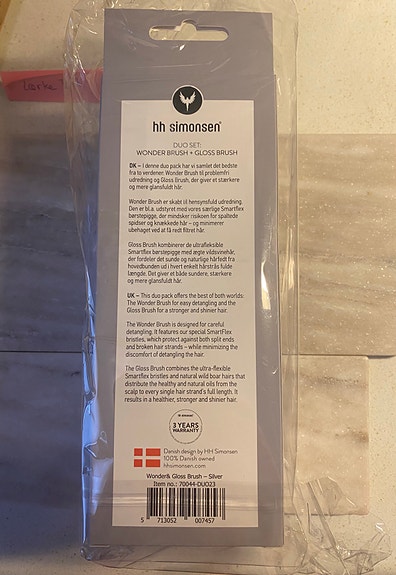 hh simonsen
DUO SET:
WONDER BRUSH + GLOSS BRUSH
DK – I denne duo pack har vi samlet det bedste
fra to verdener: Wonder Brush til problemfri
udredning og Gloss Brush, der giver et stærkere
og mere glansfuldt hår.
Wonder Brush er skabt til hensynsfuld udredning.
Den er bl.a. udstyret med vores særlige Smartflex
børstepigge, der mindsker risikoen for spaltede
spidser og knækkede hår – og minimerer
ubehaget ved at få redt filtret hår.
Gloss Brush kombinerer de ultrafleksible
Smartflex børstepigge med ægte vildsvinehår,
der fordeler det sunde og naturlige hårfedt fra
hovedbunden ud i hvert enkelt hårstrås fulde
længde. Det giver et både sundere, stærkere
og mere glansfuldt hår.
UK – This duo pack offers the best of both worlds:
The Wonder Brush for easy detangling and the
Gloss Brush for a stronger and shinier hair.
The Wonder Brush is designed for careful
detangling. It features our special SmartFlex
bristles, which protect against both split ends
and broken hair strands – while minimizing the
discomfort of detangling the hair.
The Gloss Brush combines the ultra-flexible
Smartflex bristles and natural wild boar hairs that
distribute the healthy and natural oils from the
scalp to every single hair strand's full length. It
results in a healthier, stronger and shinier hair.
hh simonsen
3 YEARS
WARRANTY
Danish design by HH Simonsen
100% Danish owned
hhsimonsen.com
Wonder& Gloss Brush – Silver
Item no.: 70044-DUO23
5 713052 007457